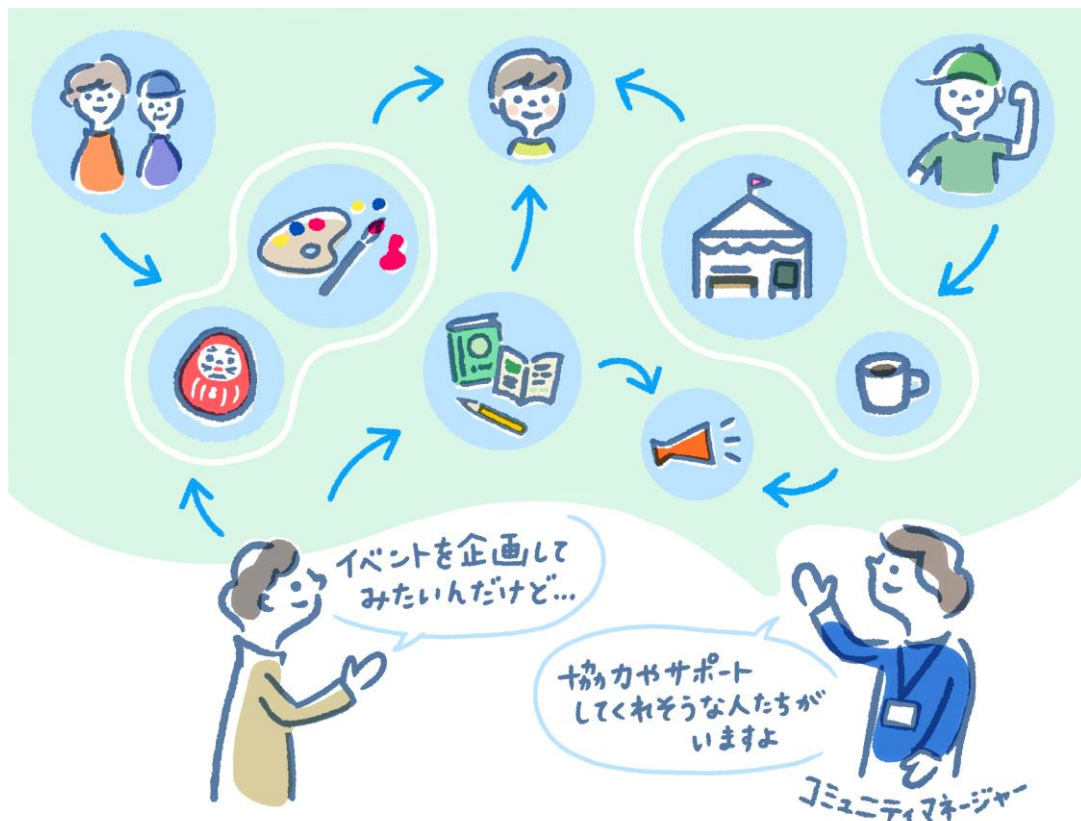 イベントを企画して
みたいんだけど…
協力やサポート
してくれそうな人たちが
いますよ
コミュニティマネージャー